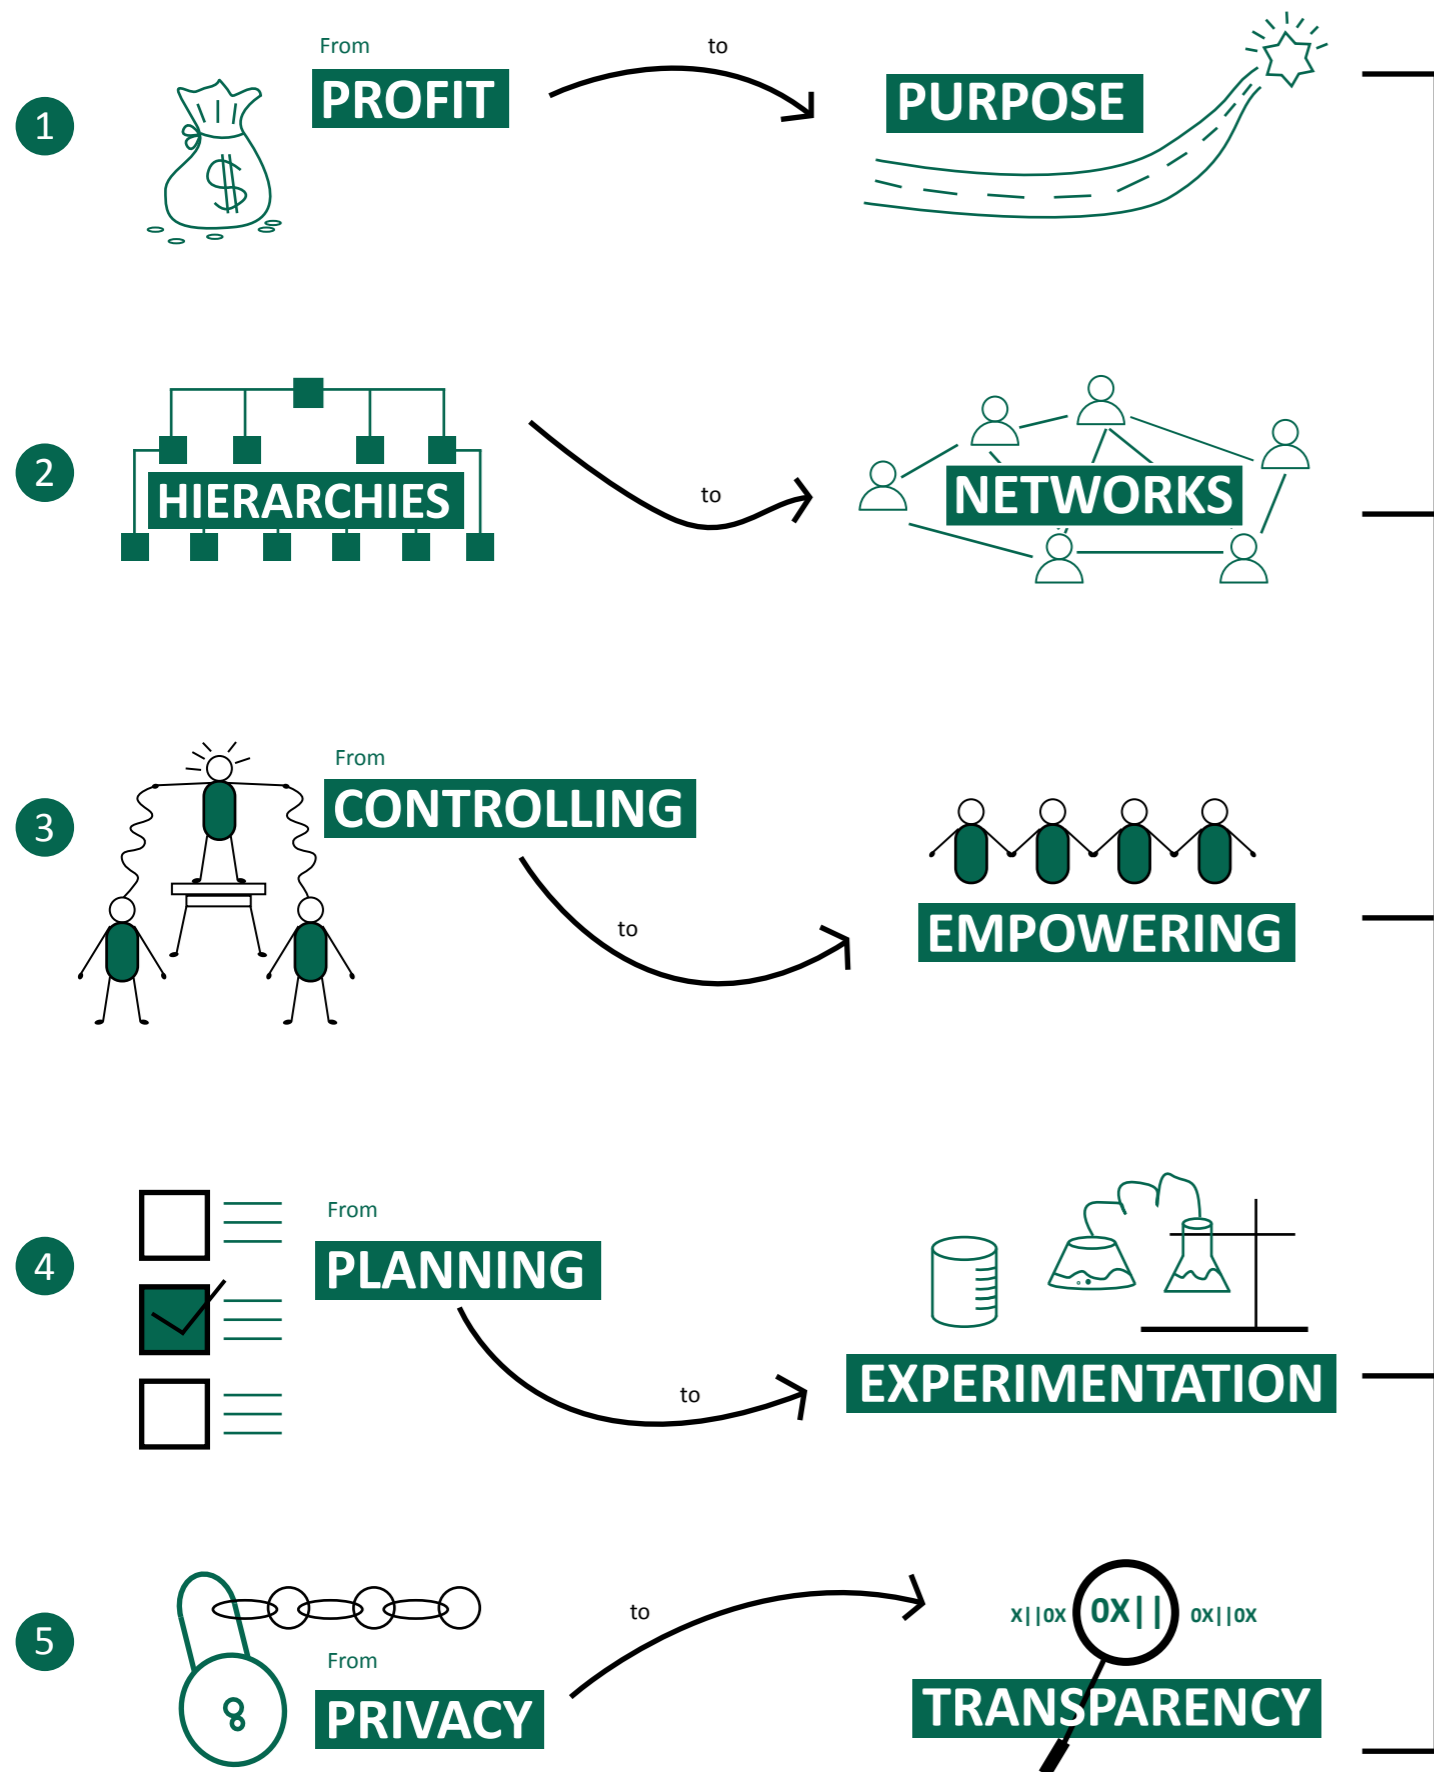 1
From
to
PROFIT
PURPOSE
2
HIERARCHIES
to
NETWORKS
3
From
CONTROLLING
to
EMPOWERING
4
From
PLANNING
to
EXPERIMENTATION
5
to
X||0X 0X|| 0X||0X
From
PRIVACY
TRANSPARENCY